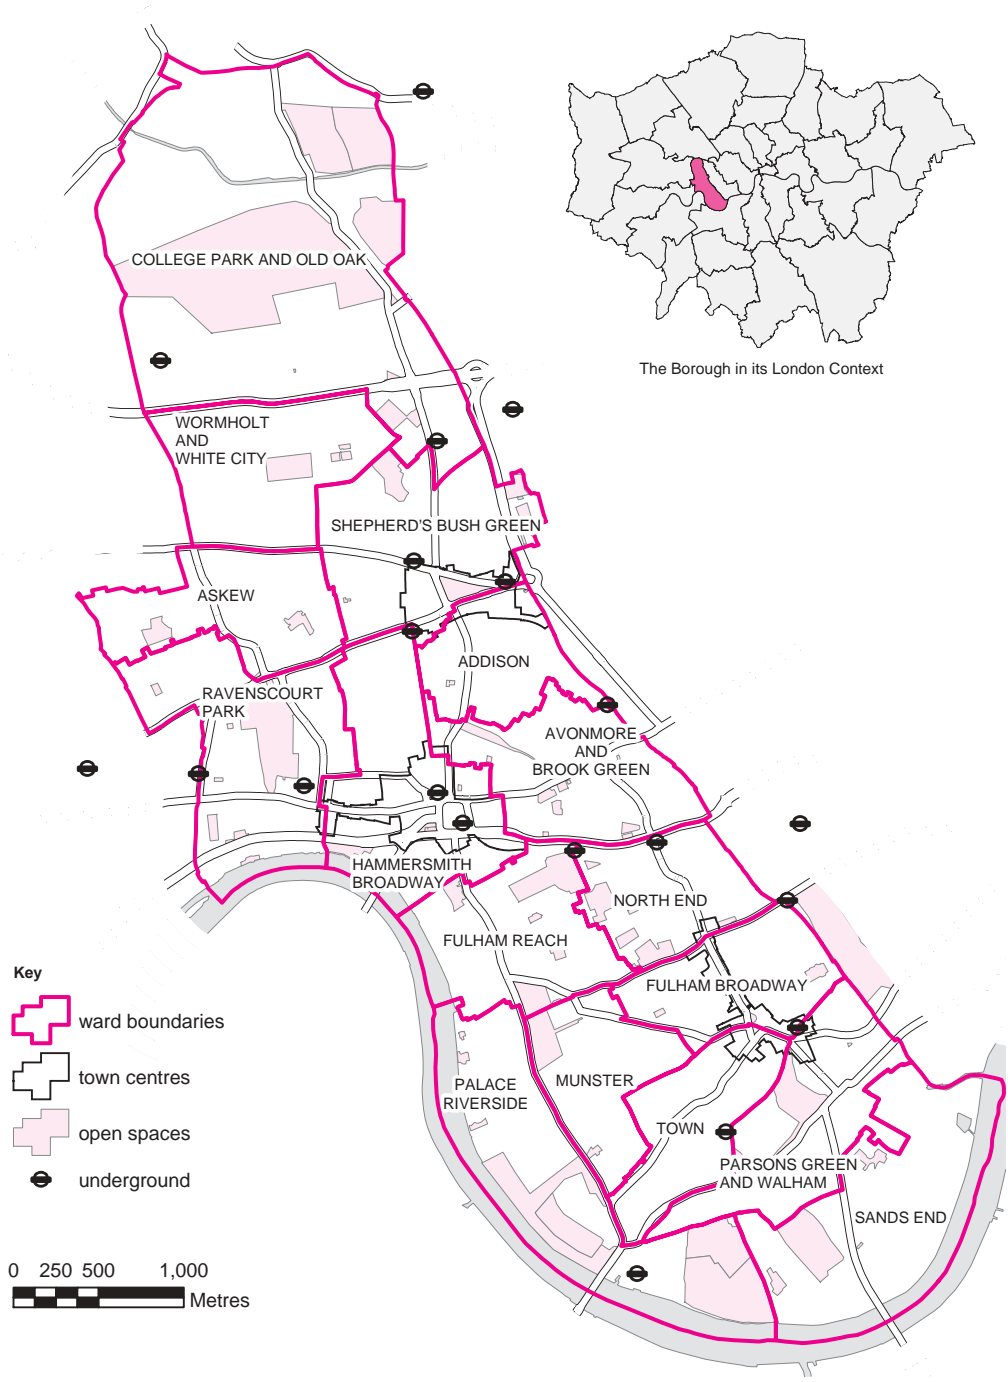 COLLEGE PARK AND OLD OAK
The Borough in its London Context
WORMHOLT
AND
WHITE CITY
SHEPHERD'S BUSH GREEN
ASKEW
ADDISON
RAVENSCOURT
PARK
AVONMORE
AND
BROOK GREEN
HAMMERSMITH
BROADWAY
NORTH END
FULHAM REACH
FULHAM BROADWAY
PALACE
RIVERSIDE
MUNSTER
TOWN
PARSONS GREEN
AND WALHAM
SANDS END
Key
ward boundaries
town centres
open spaces
underground
0 250 500 1,000
Metres